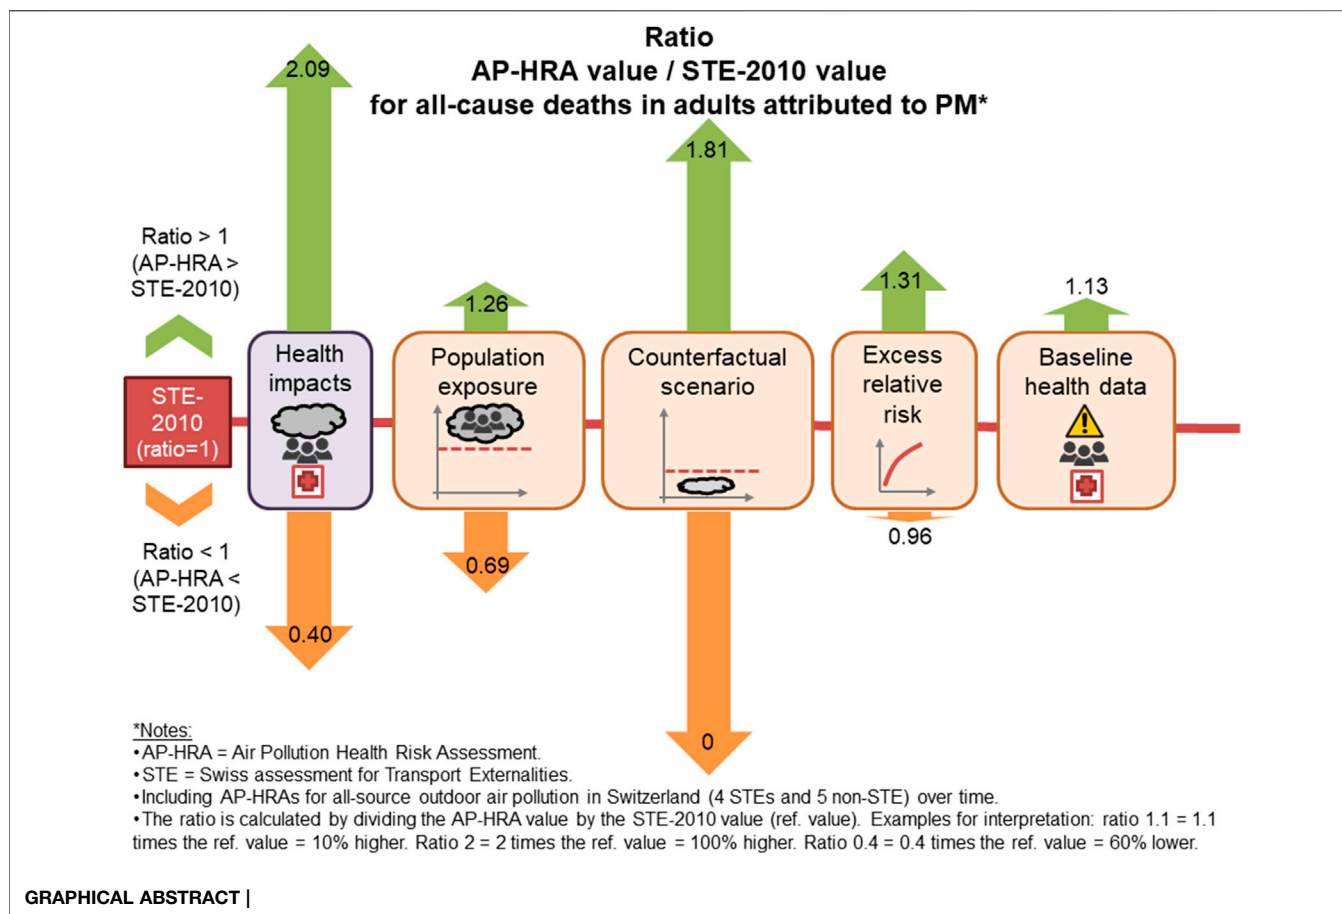 Ratio
AP-HRA value / STE-2010 value
for all-cause deaths in adults attributed to PM*
2.09
1.81
Ratio > 1
(AP-HRA >
STE-2010)
1.26
1.31
1.13
STE-
2010
(ratio=1)
Health
impacts
Population
exposure
Counterfactual
scenario
Excess
relative
risk
Baseline
health data
Ratio < 1
(AP-HRA <
STE-2010)
0.40
0.69
0
0.96
*Notes:
•AP-HRA = Air Pollution Health Risk Assessment.
•STE = Swiss assessment for Transport Externalities.
•Including AP-HRAs for all-source outdoor air pollution in Switzerland (4 STEs and 5 non-STE) over time.
•The ratio is calculated by dividing the AP-HRA value by the STE-2010 value (ref. value). Examples for interpretation: ratio 1.1 = 1.1
times the ref. value = 10% higher. Ratio 2 = 2 times the ref. value = 100% higher. Ratio 0.4 = 0.4 times the ref. value = 60% lower.
GRAPHICAL ABSTRACT |